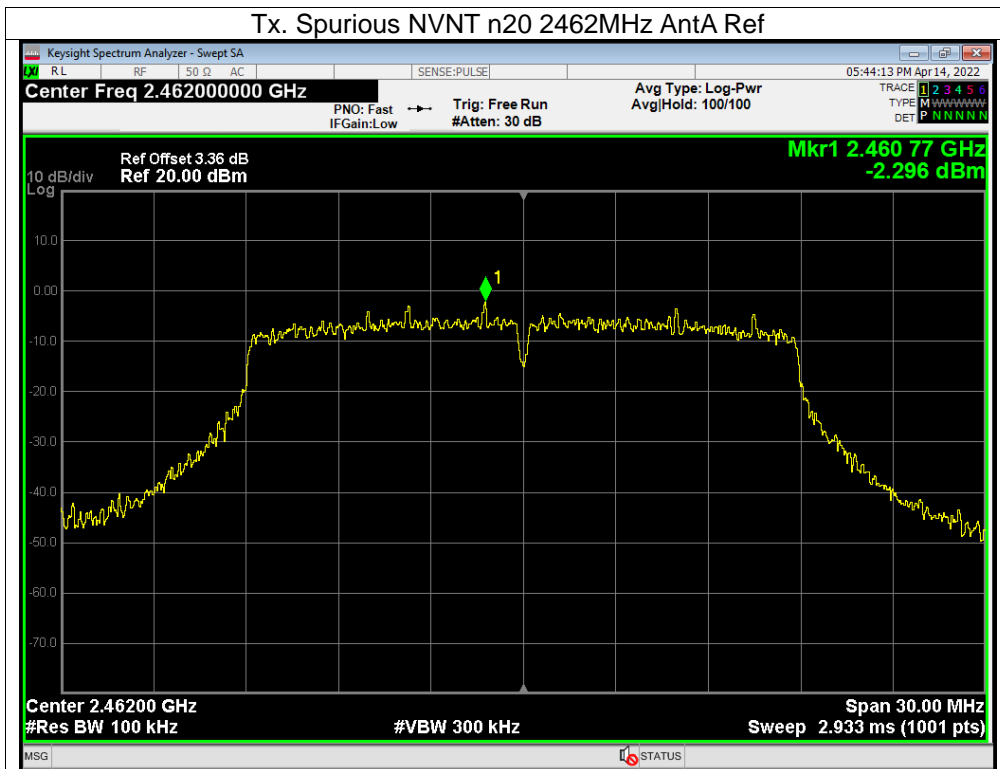 Tx. Spurious NVNT n20 2462MHz AntA Ref
Keysight Spectrum Analyzer - Swept SA
LXI RL RF 50 Ω AC SENSE:PULSE 05:44:13 PM Apr 14, 2022
Center Freq 2.462000000 GHz
PNO: Fast
IFGain:Low
Trig: Free Run
#Atten: 30 dB
Avg Type: Log-Pwr
Avg|Hold: 100/100
TRACE 1 2 3 4 5 6
TYPE M WWWWW
DET P N N N N N
Mkr1 2.460 77 GHz
-2.296 dBm
Ref Offset 3.36 dB
10 dB/div Ref 20.00 dBm
Log
10.0
1
0.00
-10.0
-20.0
-30.0
-40.0
-50.0
-60.0
-70.0
Center 2.46200 GHz Span 30.00 MHz
#Res BW 100 kHz #VBW 300 kHz Sweep 2.933 ms (1001 pts)
MSG STATUS